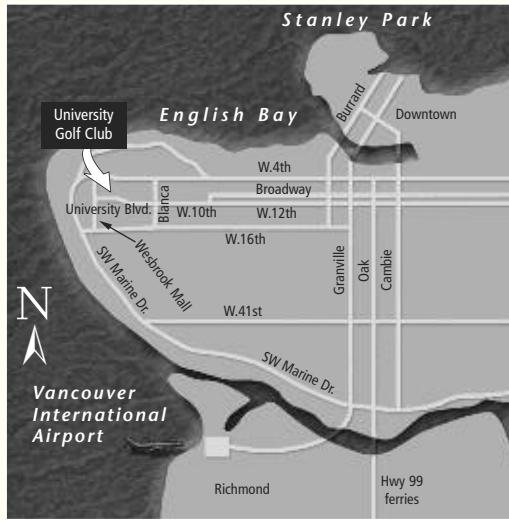 Stanley Park
Burrard
Downtown
University
Golf Club
English Bay
W.4th
Broadway
Blanca
University Blvd.
W.10th
W.12th
W.16th
Wesbrook Mall
SW Marine Dr.
Granville
Oak
Cambie
N
W.41st
SW Marine Dr.
Vancouver
International
Airport
Richmond
Hwy 99
ferries